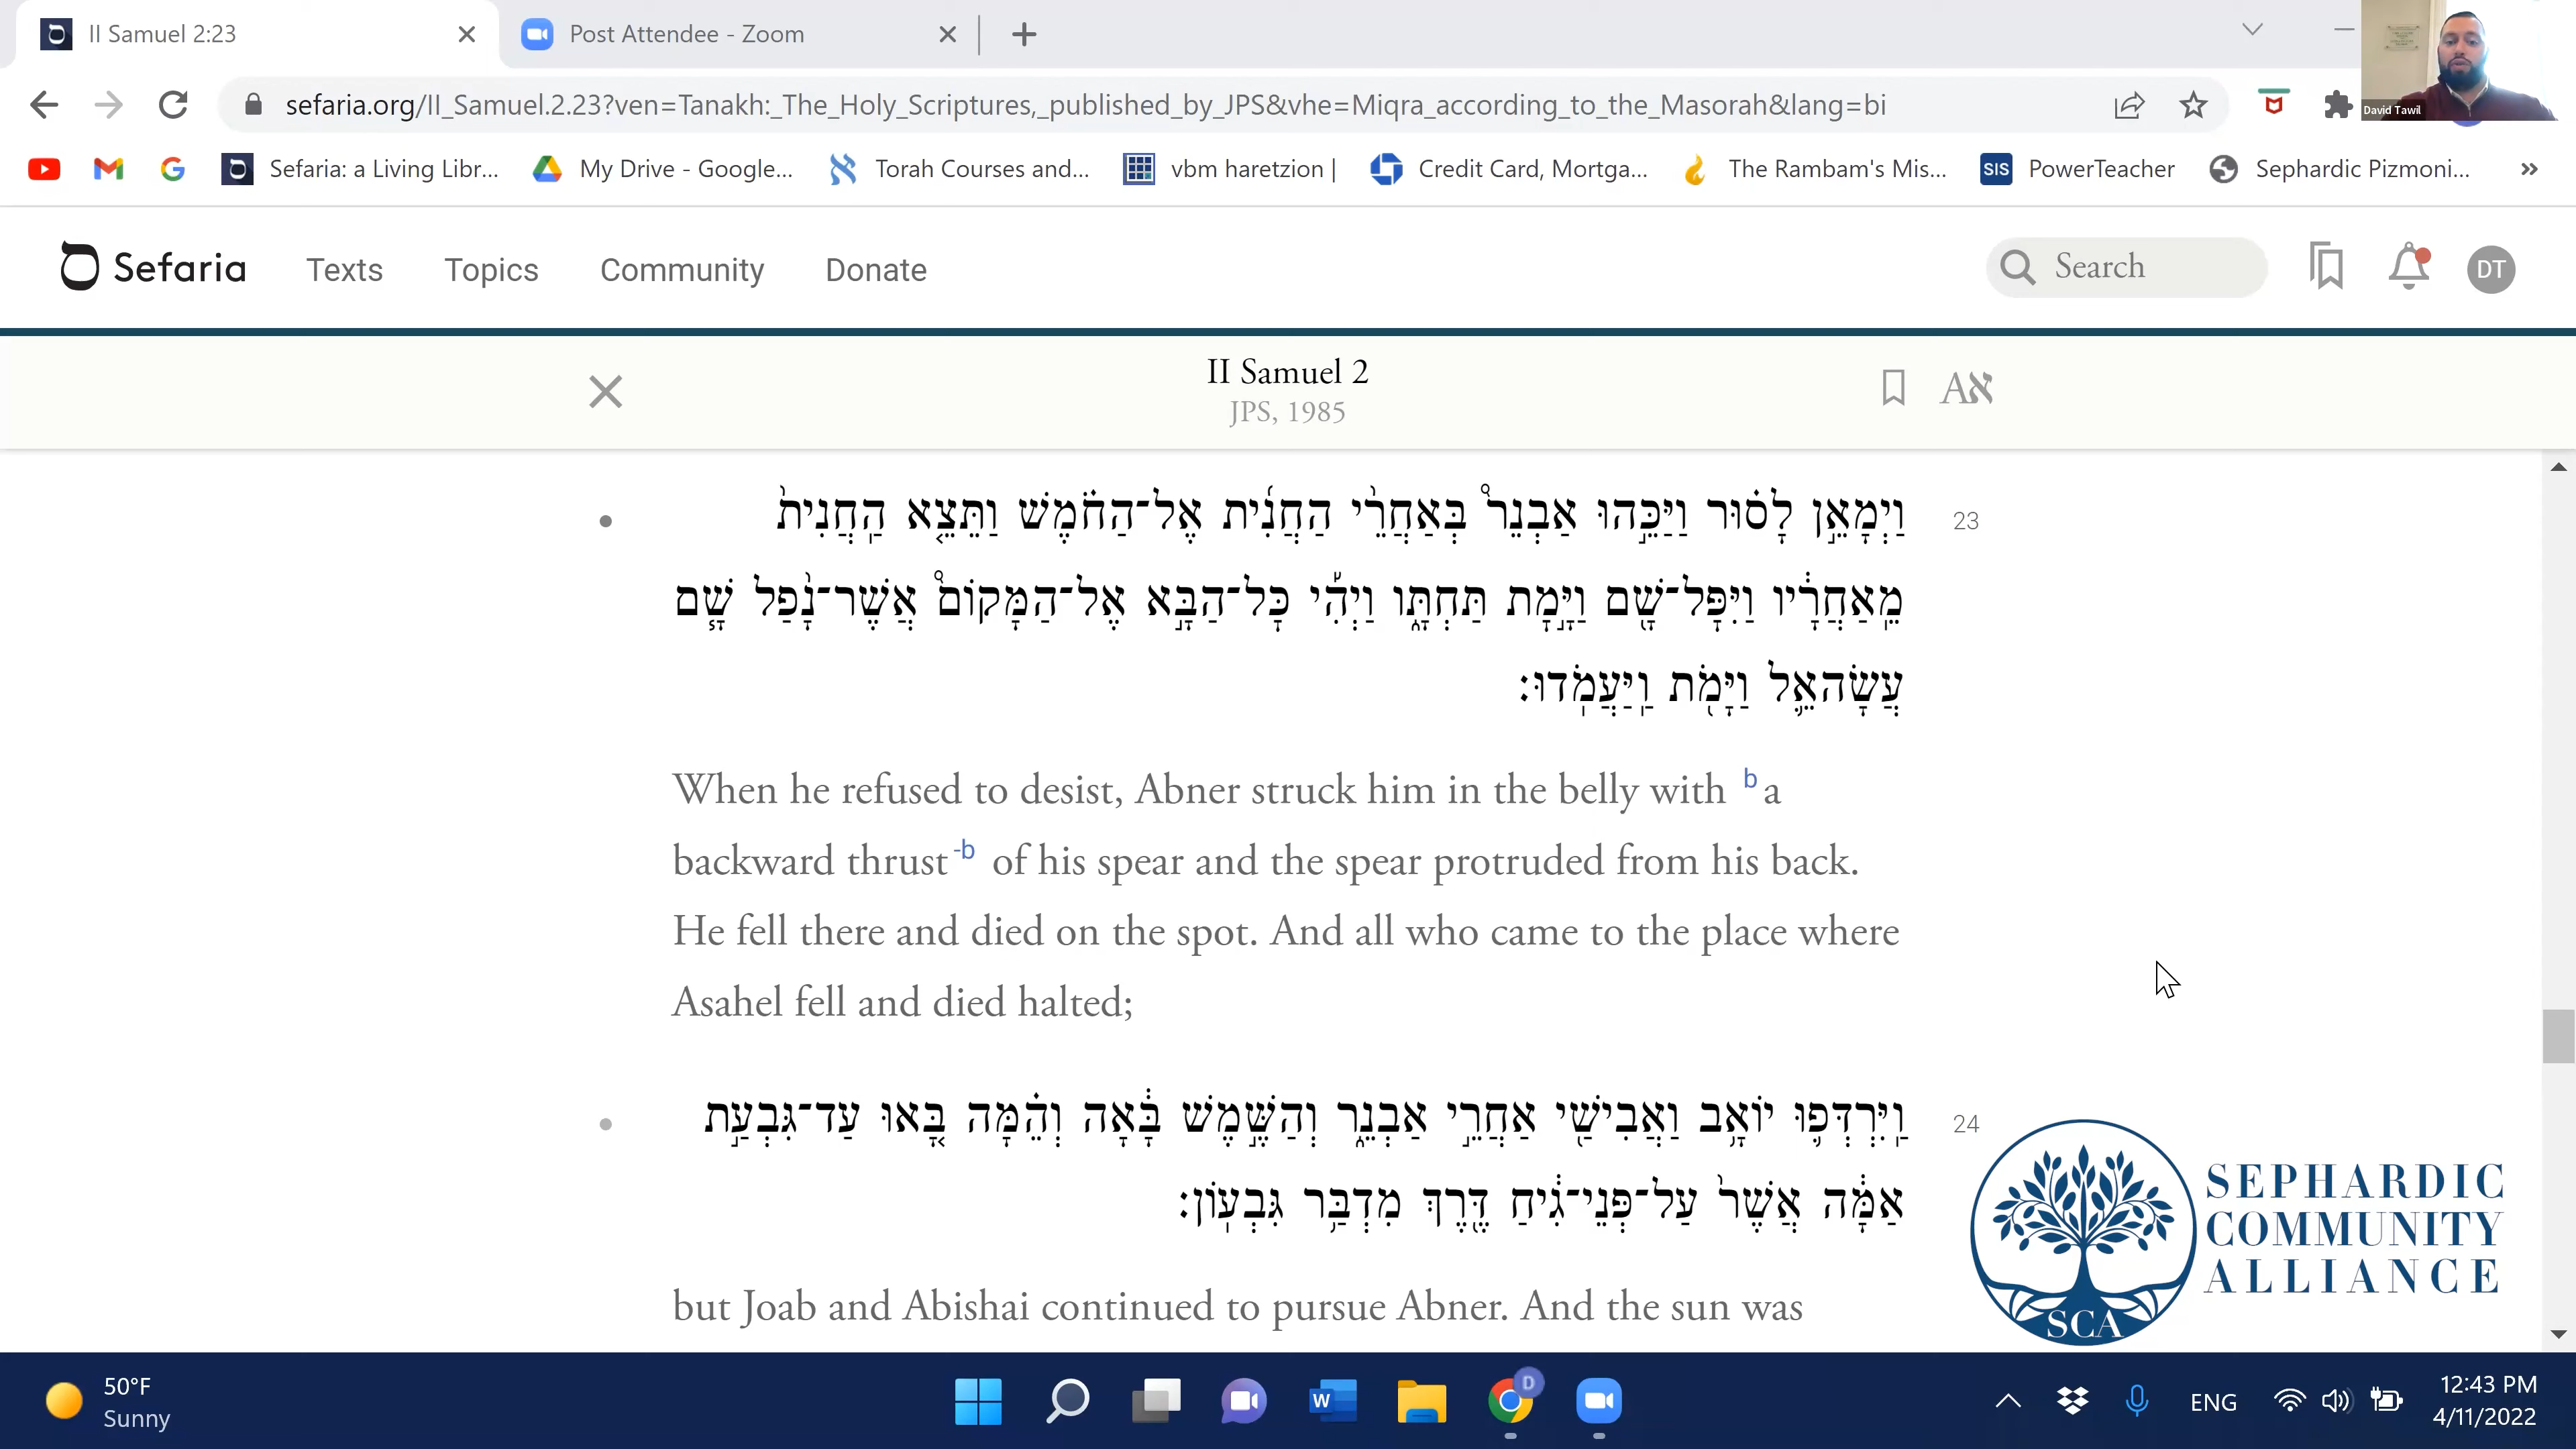 II Samuel 2:23
Post Attendee - Zoom
sefaria.org/II_Samuel.2.23?ven=Tanakh:_The_Holy_Scriptures,_published_by_JPS&vhe=Miqra_according_to_the_Masorah&lang=bi
David Tawil
Sefaria: a Living Libr...
My Drive - Google...
Torah Courses and...
vbm haretzion |
Credit Card, Mortga...
The Rambam's Mis...
SIS PowerTeacher
Sephardic Pizmoni...
»
Sefaria
Texts
Topics
Community
Donate
Search
DT
II Samuel 2
JPS, 1985
Aא
23
וַיְמָאֵ֣ן לָס֗וּר וַיַּכֵּ֣הוּ אַבְנֵר֩ בְּאַחֲרֵ֨י הַחֲנִ֜ית אֶל־הַחֹ֗מֶשׁ וַתֵּצֵ֤א הַֽחֲנִית֙
מֵֽאַחֲרָ֔יו וַיִּפׇּל־שָׁ֖ם וַיָּ֣מׇת תַּחְתָּ֑ו וַיְהִ֡י כׇּל־הַבָּ֣א אֶֽל־הַמָּקוֹם֩ אֲשֶׁר־נָ֨פַל שָׁ֧ם
עֲשָׂהאֵ֛ל וַיָּמֹ֖ת וַֽיַּעֲמֹֽדוּ׃
When he refused to desist, Abner struck him in the belly with b a
backward thrust -b of his spear and the spear protruded from his back.
He fell there and died on the spot. And all who came to the place where
Asahel fell and died halted;
24
וַֽיִּרְדְּפ֛וּ יוֹאָ֥ב וַאֲבִישַׁ֖י אַחֲרֵ֣י אַבְנֵ֑ר וְהַשֶּׁ֣מֶשׁ בָּ֔אָה וְהֵ֗מָּה בָּ֚אוּ עַד־גִּבְעַ֣ת
אַמָּ֔ה אֲשֶׁר֙ עַל־פְּנֵי־גִ֔יחַ דֶּ֖רֶךְ מִדְבַּ֥ר גִּבְעֽוֹן׃
but Joab and Abishai continued to pursue Abner. And the sun was
SEPHARDIC
COMMUNITY
ALLIANCE
SCA
50°F
Sunny
W
D
ENG
12:43 PM
4/11/2022